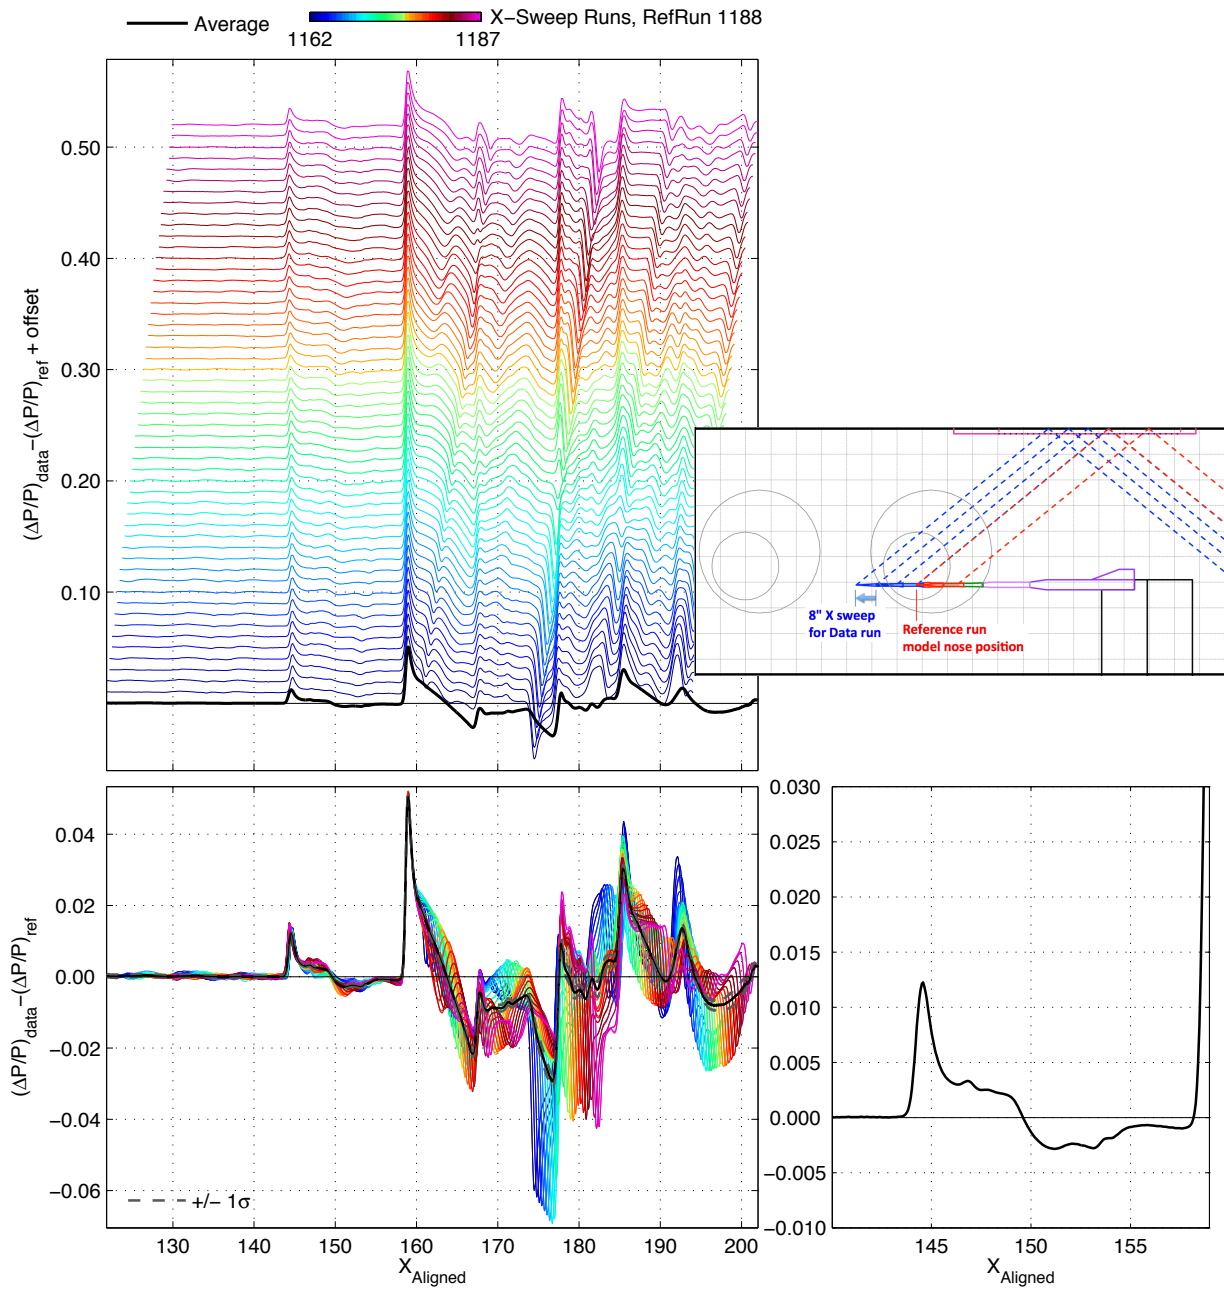 Average
X-Sweep Runs, RefRun 1188
1162
1187
0.50
0.40
0.30
0.20
0.10
(ΔP/P)data−(ΔP/P)ref + offset
8" X sweep
for Data run
Reference run
model nose position
0.04
0.02
0.00
−0.02
−0.04
−0.06
(ΔP/P)data−(ΔP/P)ref
+/− 1σ
130 140 150 160 170 180 190 200
XAligned
0.030
0.025
0.020
0.015
0.010
0.005
0.000
−0.005
−0.010
145 150 155
XAligned